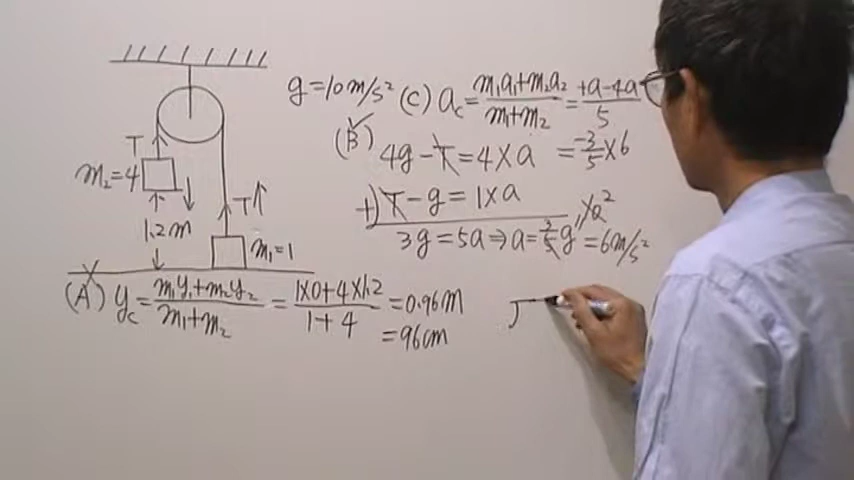 g=10m/s² (C) a_c = (m₁a₁+m₂a₂)/(m₁+m₂) = (+a-4a)/5
(B) 4g-T=4×a = -3/5×6
+) T-g=1×a
3g=5a⇒a=3/5g=6m/s²
T
m₂=4
T
1.2m
m₁=1
(A) y_c = (m₁y₁+m₂y₂)/(m₁+m₂) = (1×0+4×1.2)/(1+4) = 0.96m
=96cm